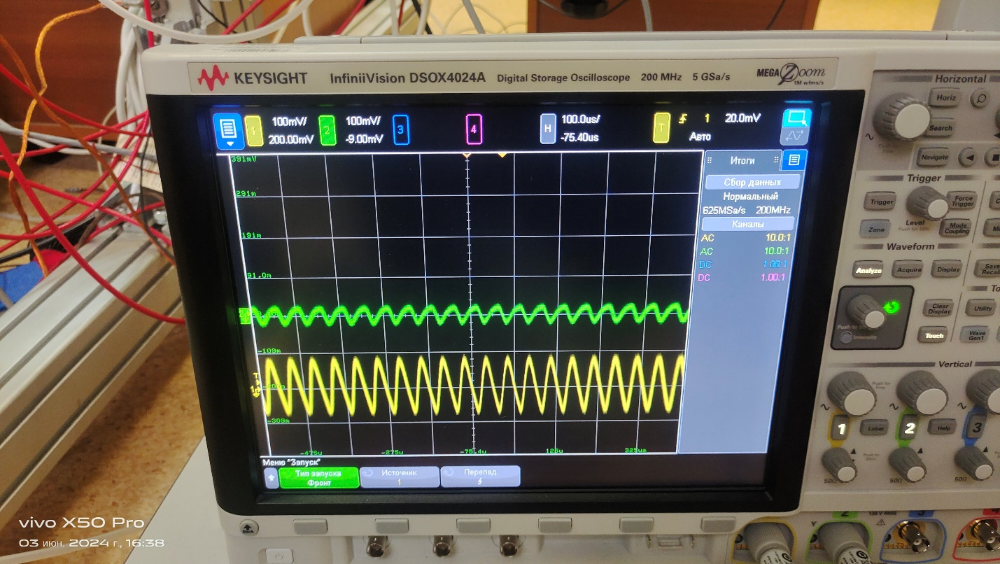 KEYSIGHT InfiniiVision DSOX4024A Digital Storage Oscilloscope 200 MHz 5 GSa/s MEGA Zoom
1M wfms/s
1 100mV/ 2 100mV/ 3 4 H 100.0us/ T 1 20.0mV
200.00mV -9.00mV -75.40us Авто
391mV
291m
191m
91.0m
-109m
-309m
-475u -275u -75.4u 125u 325us
Итоги
Сбор данных
Нормальный
625MSa/s 200MHz
Каналы
AC 10.0:1
AC 10.0:1
DC 1.00:1
DC 1.00:1
Меню "Запуск"
Тип запуска
Фронт
Источник
1
Перепад
Back
Horizontal
Horiz
Search
Navigate
Trigger
Trigger
Force
Trigger
Level
Zone
Mode
Coupling
Waveform
Analyze Acquire Display
Clear
Display
Utility
Touch
Wave
Gen1
Vertical
1 Label 2 Help 3
50Ω 50Ω 50Ω
vivo X50 Pro
03 июн. 2024 г., 16:38